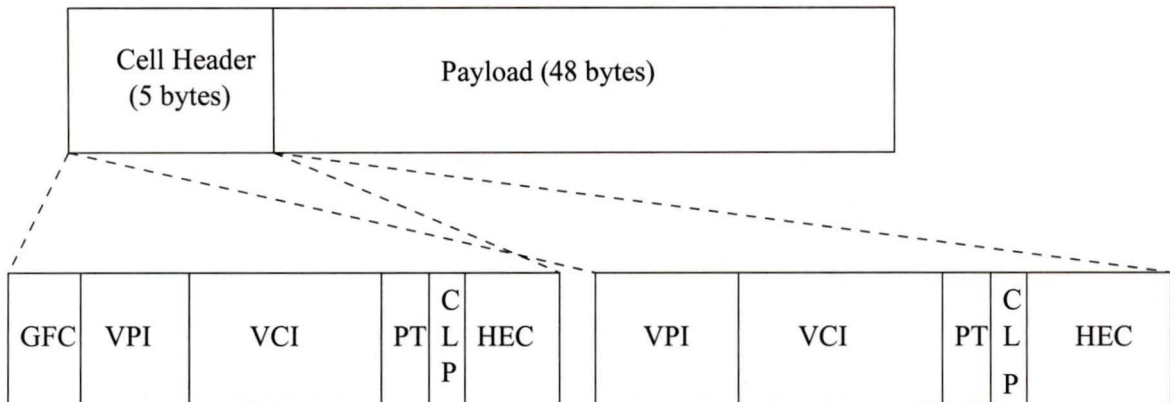 Cell Header
(5 bytes)
Payload (48 bytes)
GFC
VPI
VCI
PT
C
L
P
HEC
VPI
VCI
PT
C
L
P
HEC